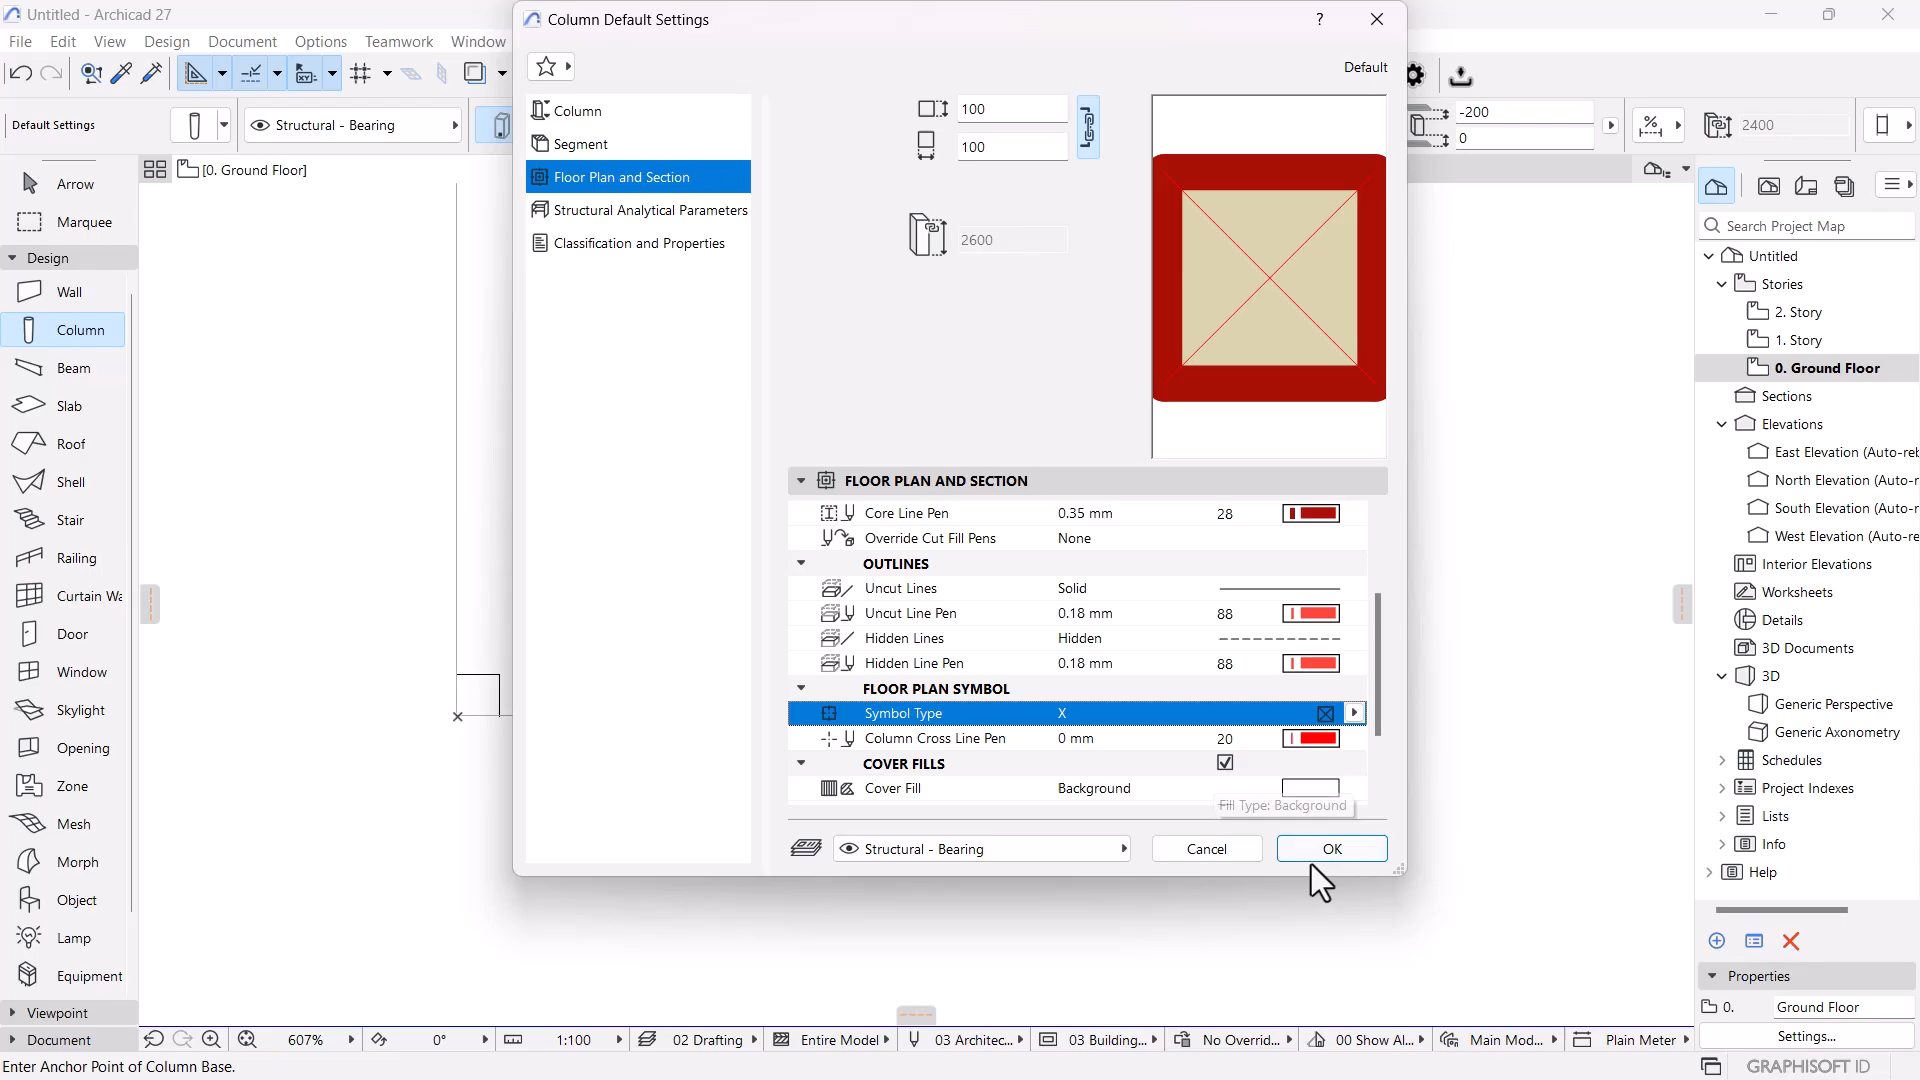 Untitled - Archicad 27
File Edit View Design Document Options Teamwork Window
Default Settings
Structural - Bearing
[0. Ground Floor]
Arrow
Marquee
Design
Wall
Column
Beam
Slab
Roof
Shell
Stair
Railing
Curtain Wa
Door
Window
Skylight
Opening
Zone
Mesh
Morph
Object
Lamp
Equipment
Viewpoint
Document
Column Default Settings
?
Default
Column
Segment
Floor Plan and Section
Structural Analytical Parameters
Classification and Properties
100
100
2600
FLOOR PLAN AND SECTION
Core Line Pen 0.35 mm 28
Override Cut Fill Pens None
OUTLINES
Uncut Lines Solid
Uncut Line Pen 0.18 mm 88
Hidden Lines Hidden
Hidden Line Pen 0.18 mm 88
FLOOR PLAN SYMBOL
Symbol Type X
Column Cross Line Pen 0 mm 20
COVER FILLS
Cover Fill Background
Fill Type: Background
Structural - Bearing
Cancel
OK
-200
0
2400
Search Project Map
Untitled
Stories
2. Story
1. Story
0. Ground Floor
Sections
Elevations
East Elevation (Auto-reb
North Elevation (Auto-r
South Elevation (Auto-r
West Elevation (Auto-re
Interior Elevations
Worksheets
Details
3D Documents
3D
Generic Perspective
Generic Axonometry
Schedules
Project Indexes
Lists
Info
Help
Properties
0. Ground Floor
Settings...
607% 0° 1:100 02 Drafting Entire Model 03 Architec... 03 Building... No Overrid... 00 Show Al... Main Mod... Plain Meter
Enter Anchor Point of Column Base.
GRAPHISOFT ID